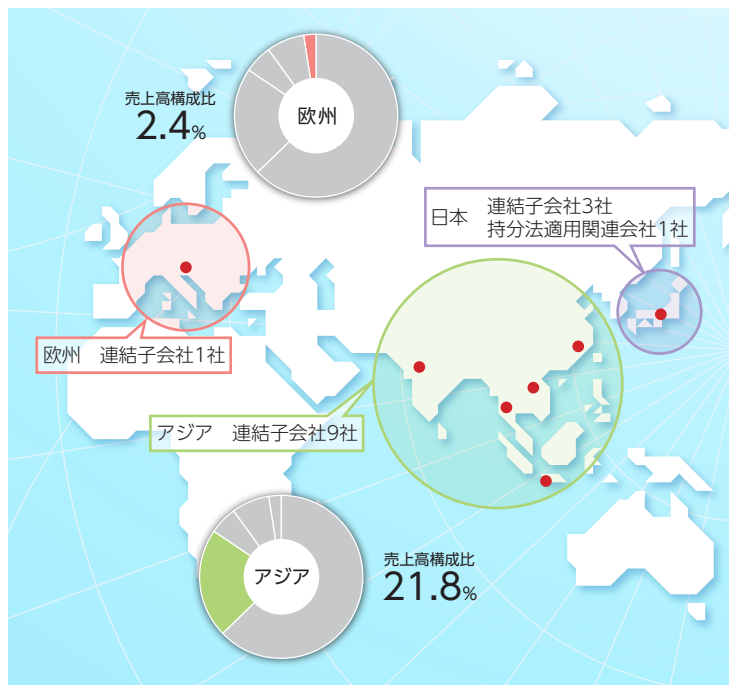 売上高構成比
2.4%
欧州
日本 連結子会社3社
持分法適用関連会社1社
欧州 連結子会社1社
アジア 連結子会社9社
アジア
売上高構成比
21.8%